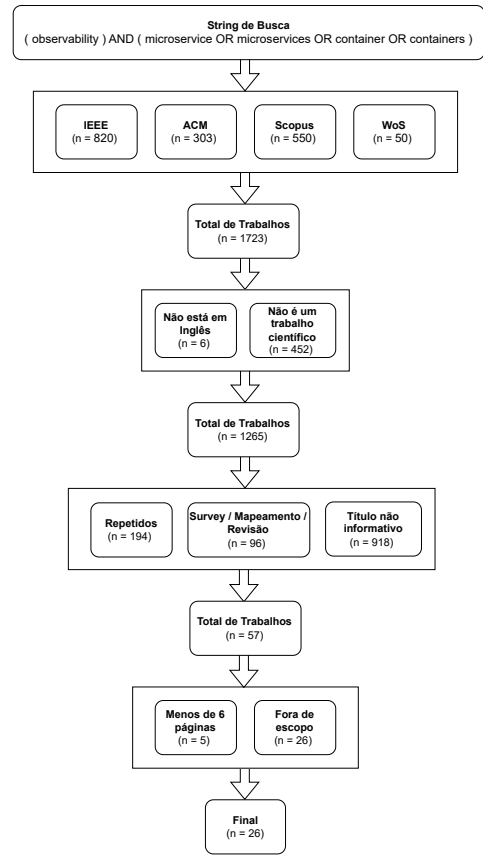 String de Busca
( observability ) AND ( microservice OR microservices OR container OR containers )
IEEE
(n = 820)
ACM
(n = 303)
Scopus
(n = 550)
WoS
(n = 50)
Total de Trabalhos
(n = 1723)
Não está em
Inglês
(n = 6)
Não é um
trabalho
científico
(n = 452)
Total de Trabalhos
(n = 1265)
Repetidos
(n = 194)
Survey / Mapeamento /
Revisão
(n = 96)
Título não
informativo
(n = 918)
Total de Trabalhos
(n = 57)
Menos de 6
páginas
(n = 5)
Fora de
escopo
(n = 26)
Final
(n = 26)